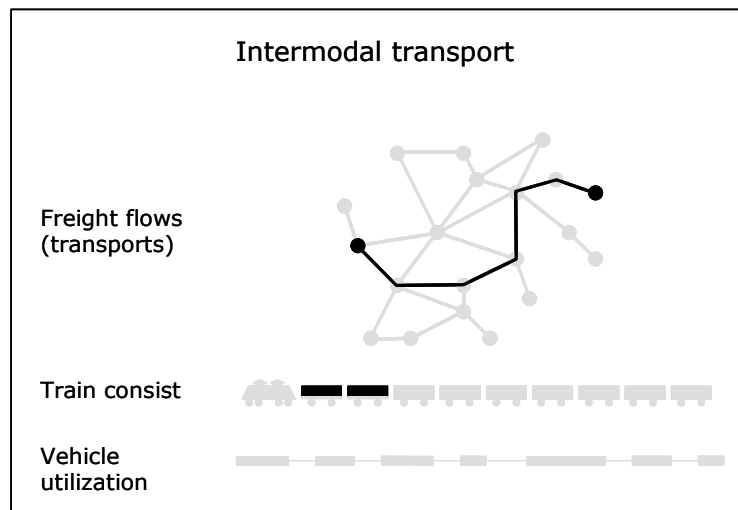 Intermodal transport
Freight flows
(transports)
Train consist
Vehicle
utilization